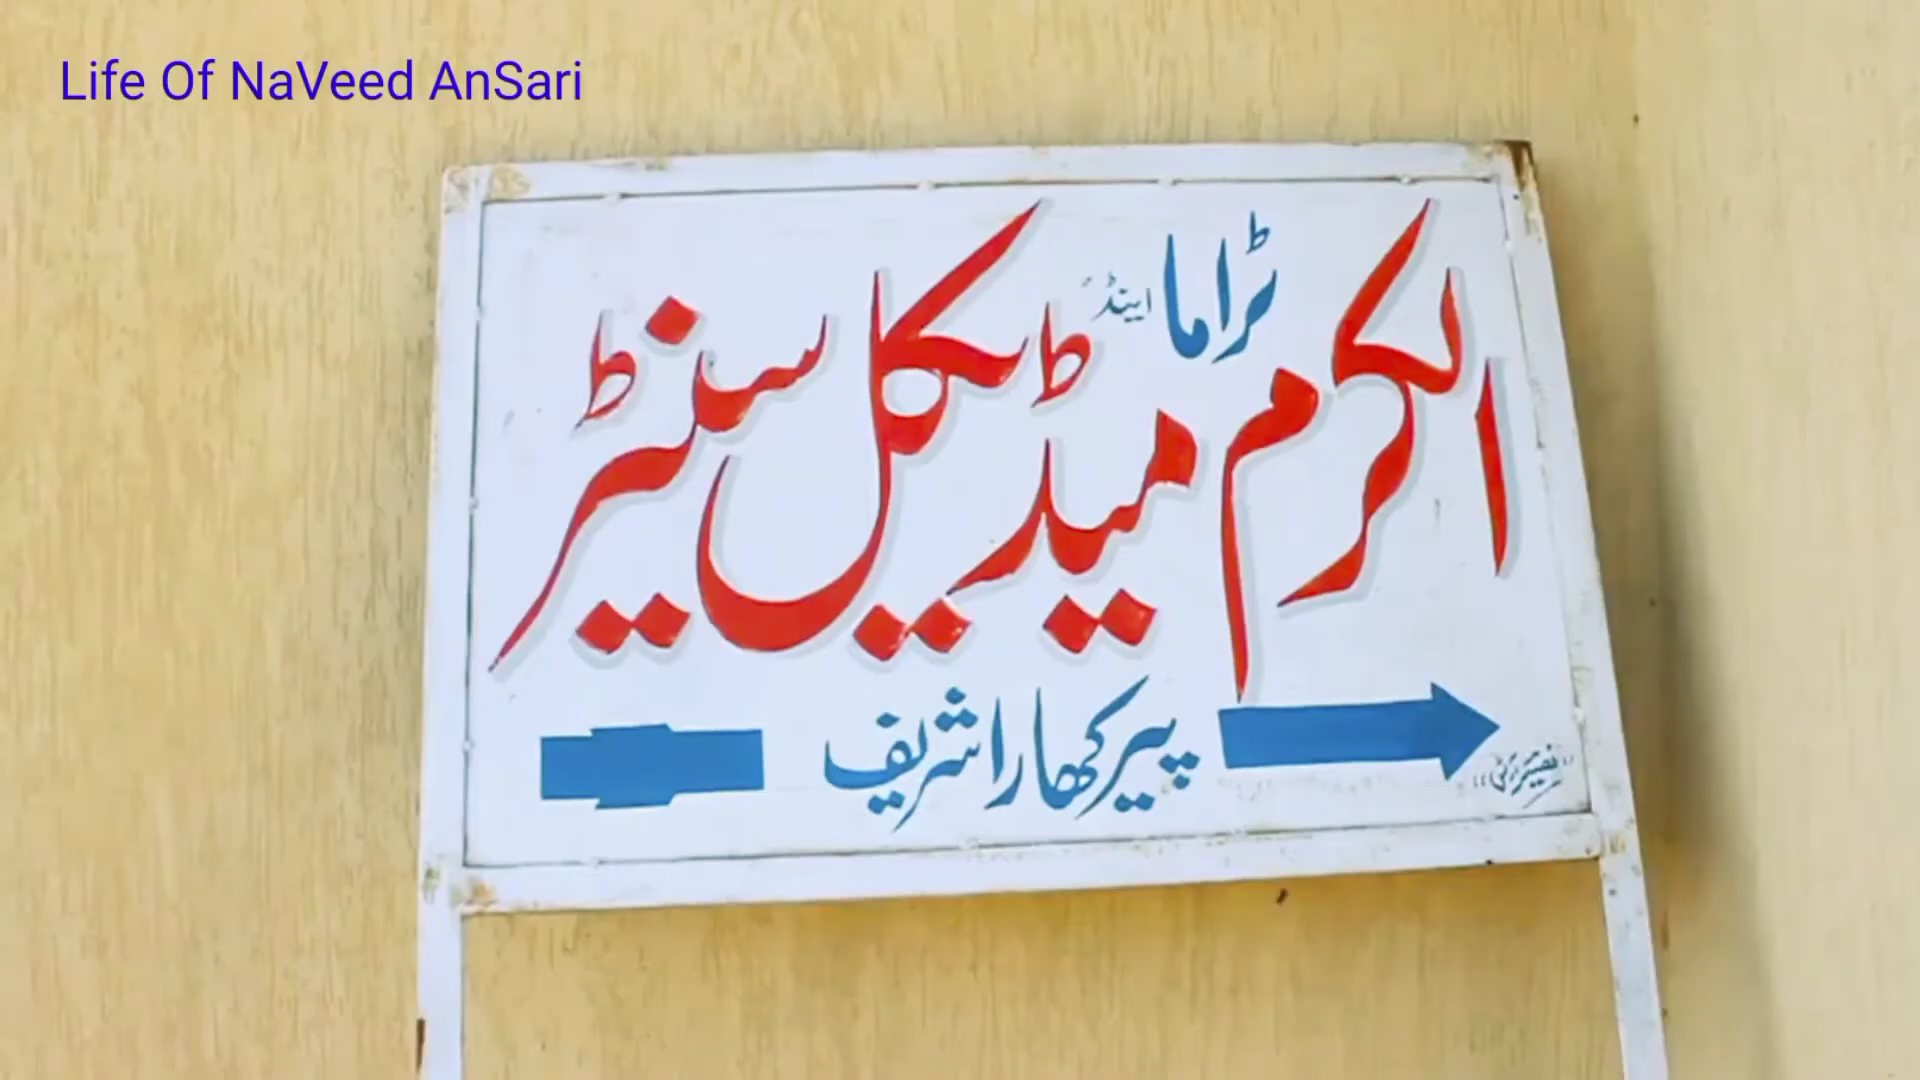 Life Of NaVeed AnSari
الکرم ٹراما اینڈ میڈیکل سنٹر
پیر کھارا شریف